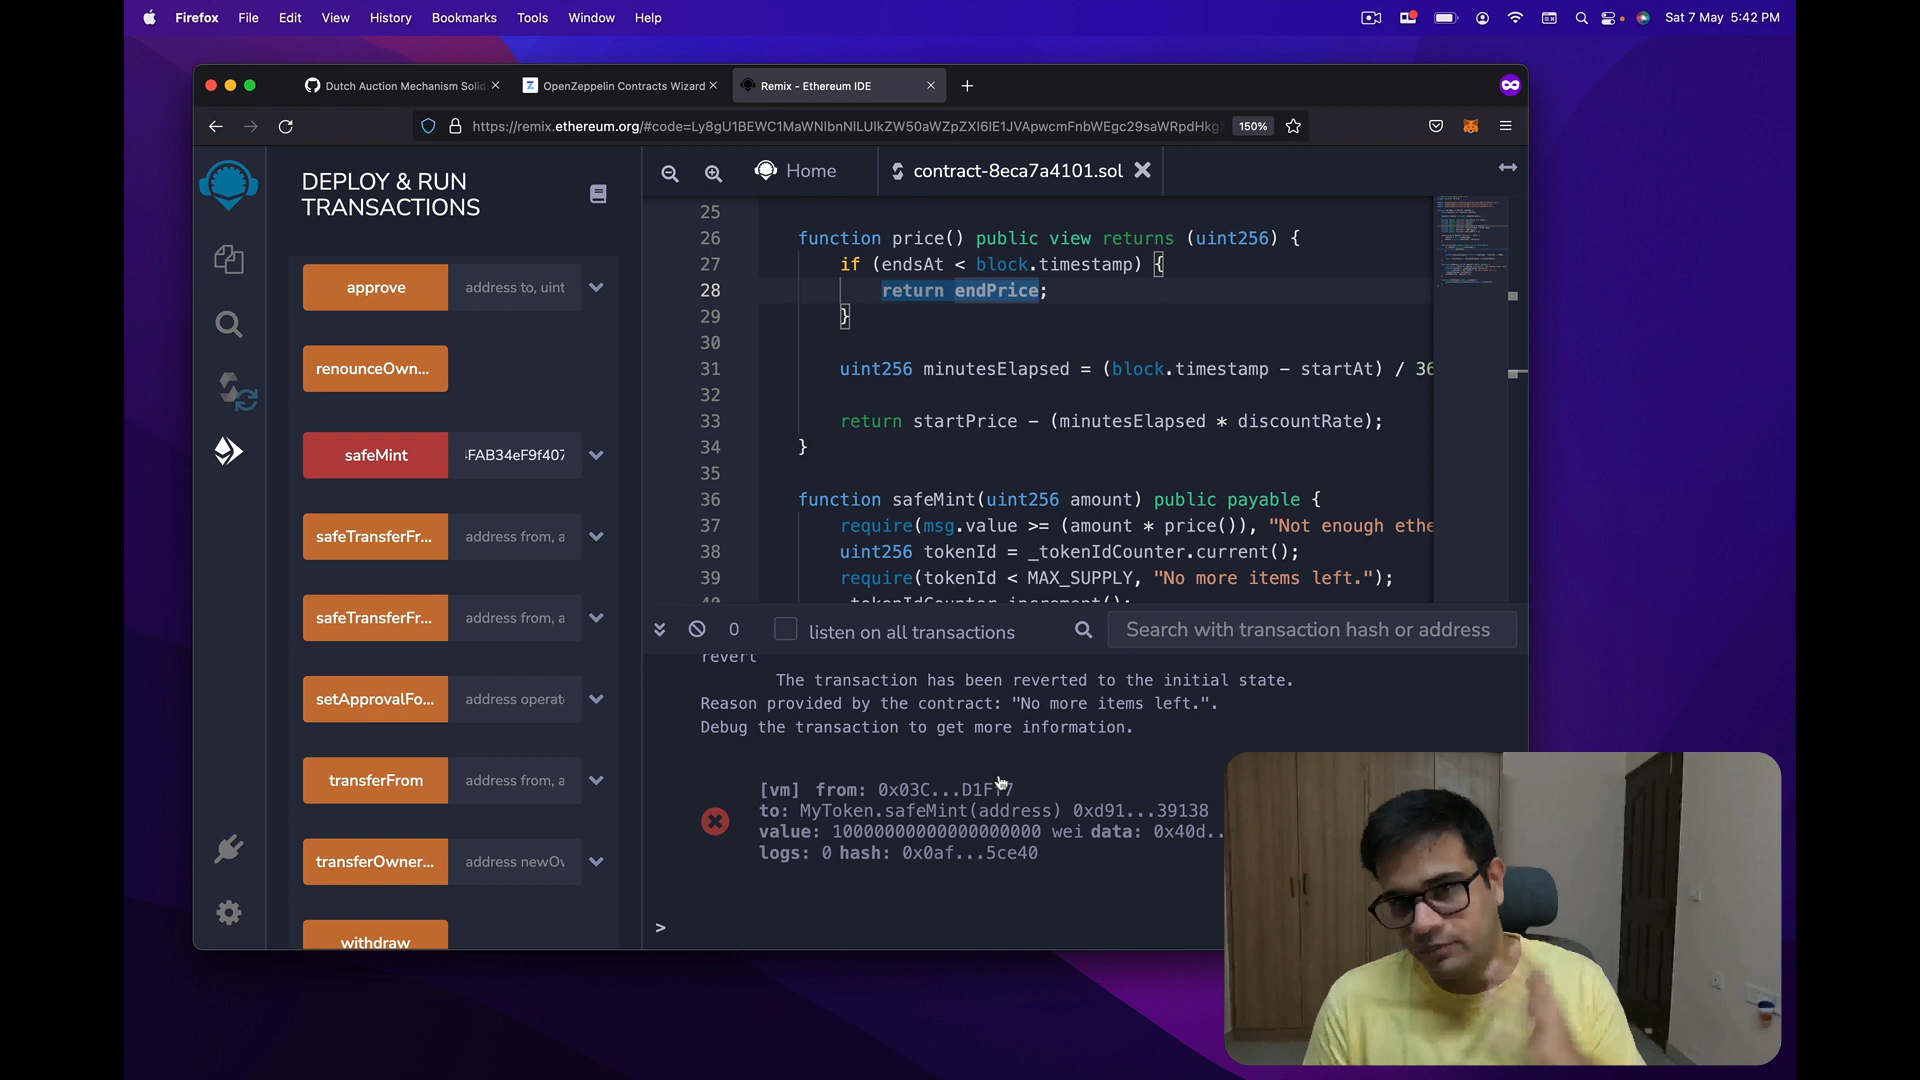 Firefox File Edit View History Bookmarks Tools Window Help Sat 7 May 5:42 PM
Dutch Auction Mechanism Solid
OpenZeppelin Contracts Wizard
Remix - Ethereum IDE
https://remix.ethereum.org/#code=
150%
DEPLOY & RUN
TRANSACTIONS
approve address to, uint
renounceOwn...
safeMint FAB34eF9f407
safeTransferFr... address from, a
safeTransferFr... address from, a
setApprovalFo... address operat
transferFrom address from, a
transferOwner... address newOw
withdraw
Home contract-8eca7a4101.sol
25
26 function price() public view returns (uint256) {
27 if (endsAt < block.timestamp) {
28 return endPrice;
29 }
30
31 uint256 minutesElapsed = (block.timestamp - startAt) / 36
32
33 return startPrice - (minutesElapsed * discountRate);
34 }
35
36 function safeMint(uint256 amount) public payable {
37 require(msg.value >= (amount * price()), "Not enough ethe
38 uint256 tokenId = _tokenIdCounter.current();
39 require(tokenId < MAX_SUPPLY, "No more items left.");
40 _tokenIdCounter.increment();
0 listen on all transactions Search with transaction hash or address
revert
The transaction has been reverted to the initial state.
Reason provided by the contract: "No more items left.".
Debug the transaction to get more information.
[vm] from: 0x03C...D1Ff7
to: MyToken.safeMint(address) 0xd91...39138
value: 10000000000000000000 wei data: 0x40d..
logs: 0 hash: 0x0af...5ce40
>